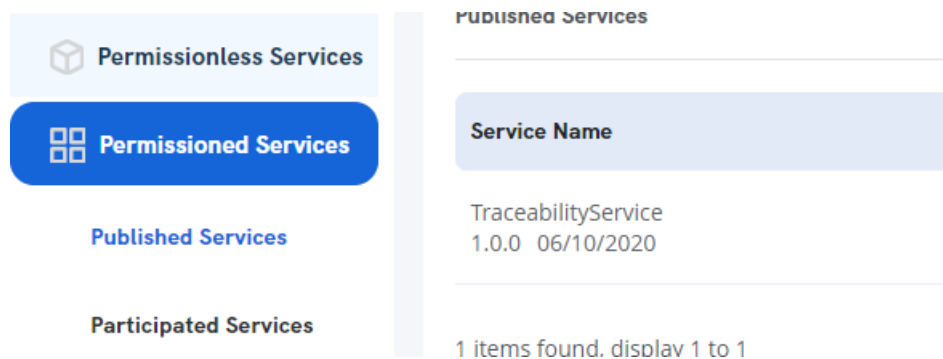 Permissionless Services
Permissioned Services
Published Services
Participated Services
Published Services
Service Name
TraceabilityService
1.0.0 06/10/2020
1 items found, display 1 to 1